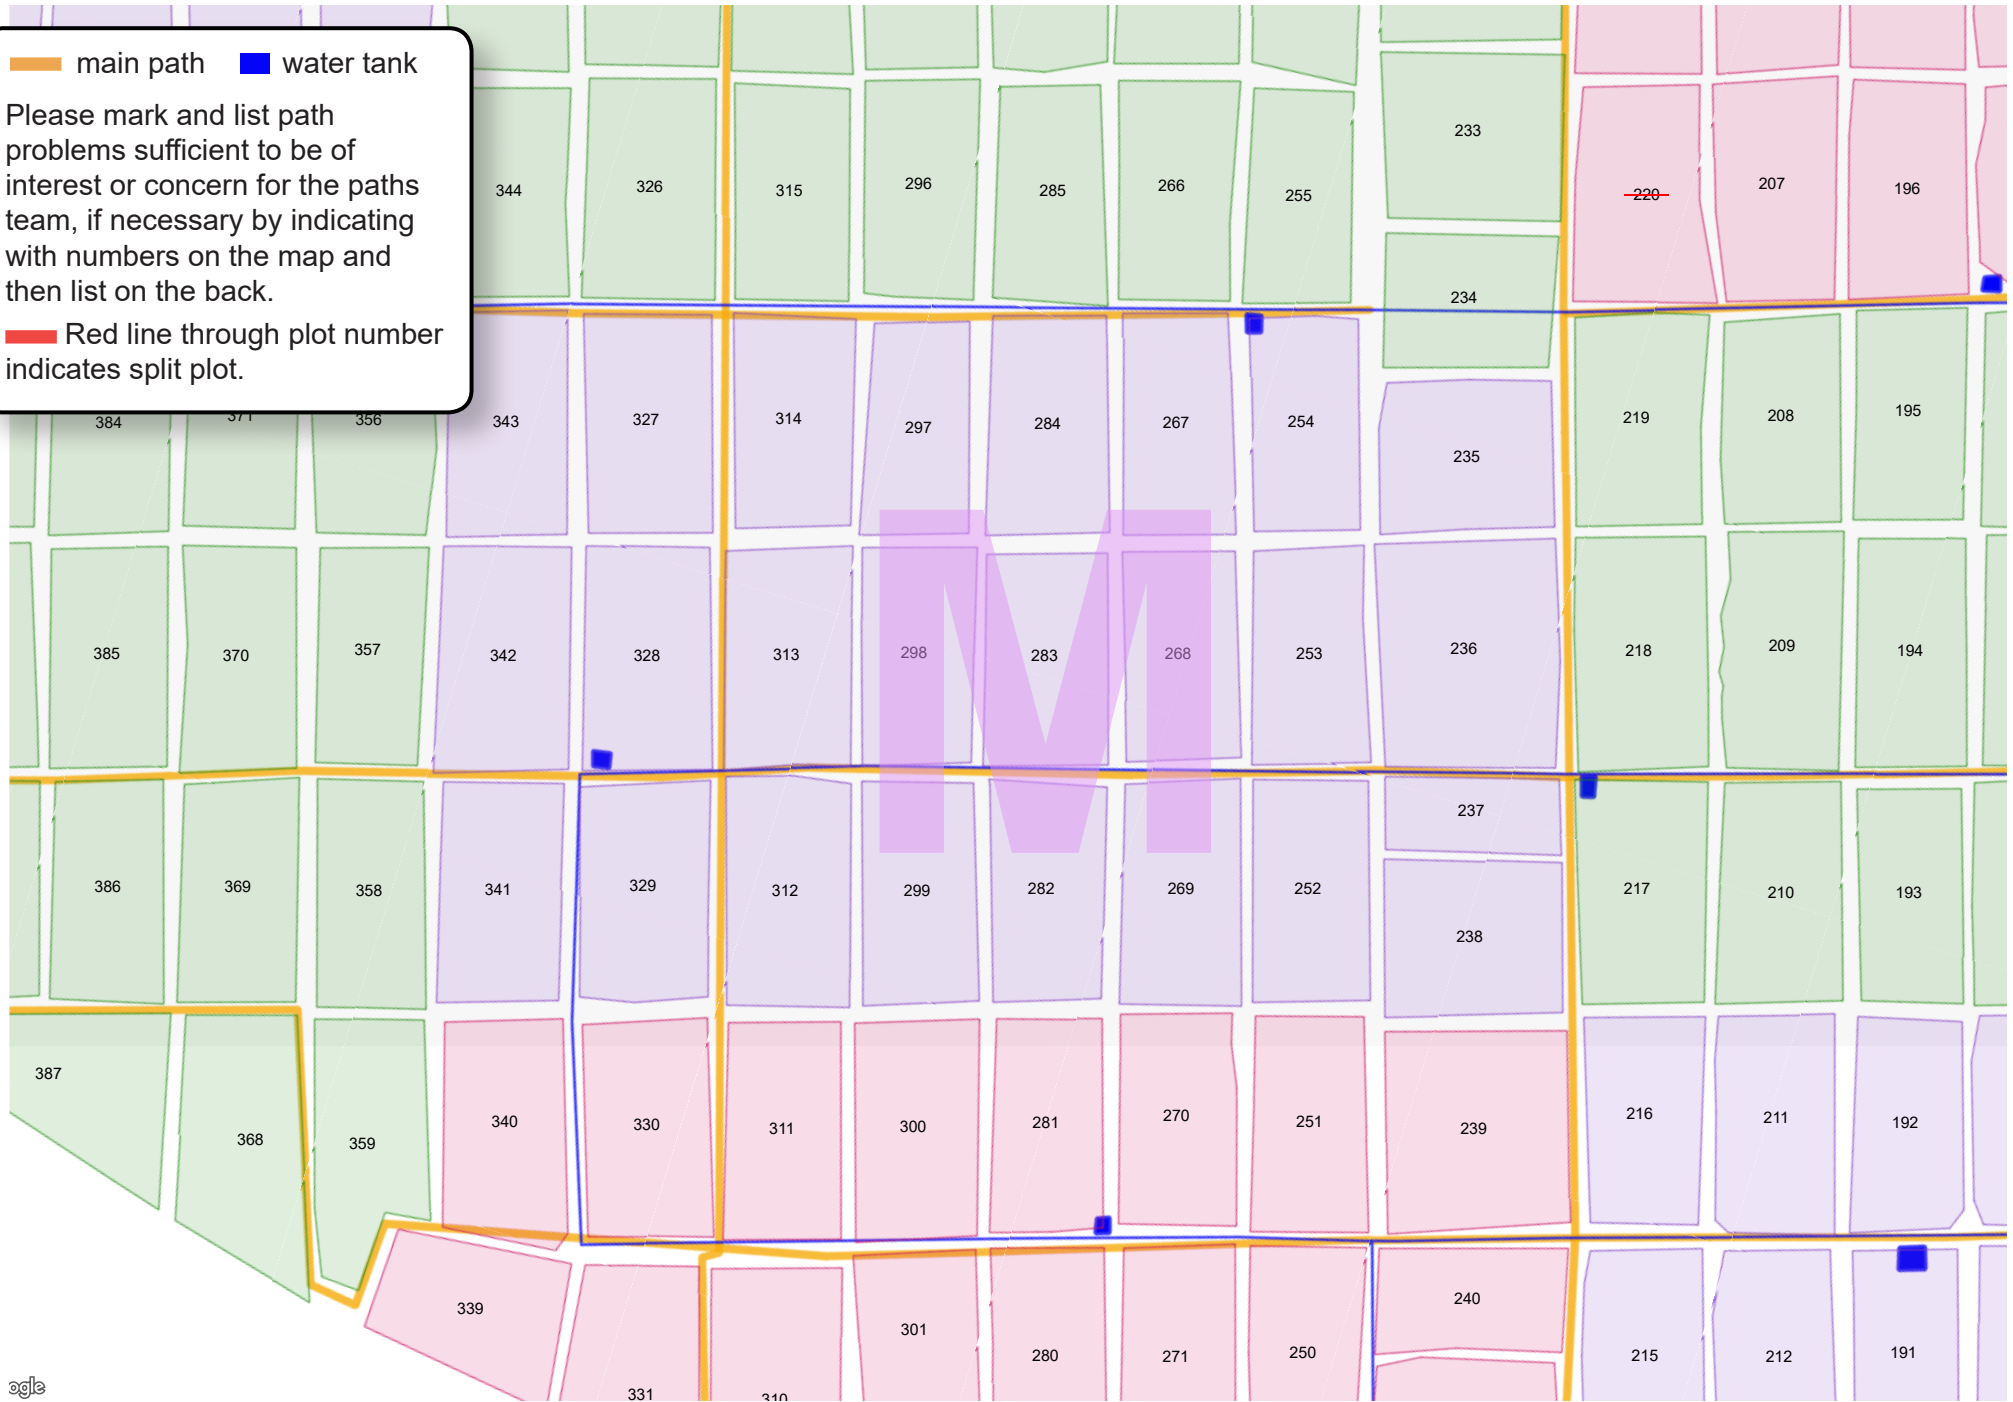 main path water tank
Please mark and list path
problems sufficient to be of
interest or concern for the paths
team, if necessary by indicating
with numbers on the map and
then list on the back.
Red line through plot number
indicates split plot.
233
344 326 315 296 285 266 255 220 207 196
234
384 371 356 343 327 314 297 284 267 254 235 219 208 195
M
385 370 357 342 328 313 298 283 268 253 236 218 209 194
237
386 369 358 341 329 312 299 282 269 252 238 217 210 193
387
368 359 340 330 311 300 281 270 251 239 216 211 192
339 301 240
331 310 280 271 250 215 212 191
ogle